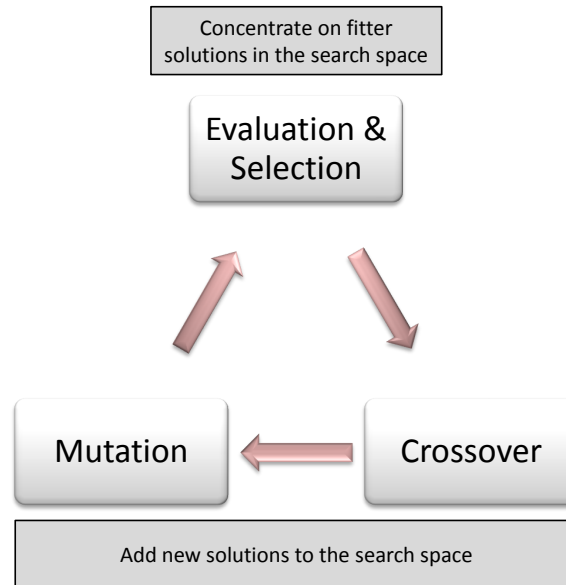 Concentrate on fitter
solutions in the search space
Evaluation &
Selection
Mutation
Crossover
Add new solutions to the search space